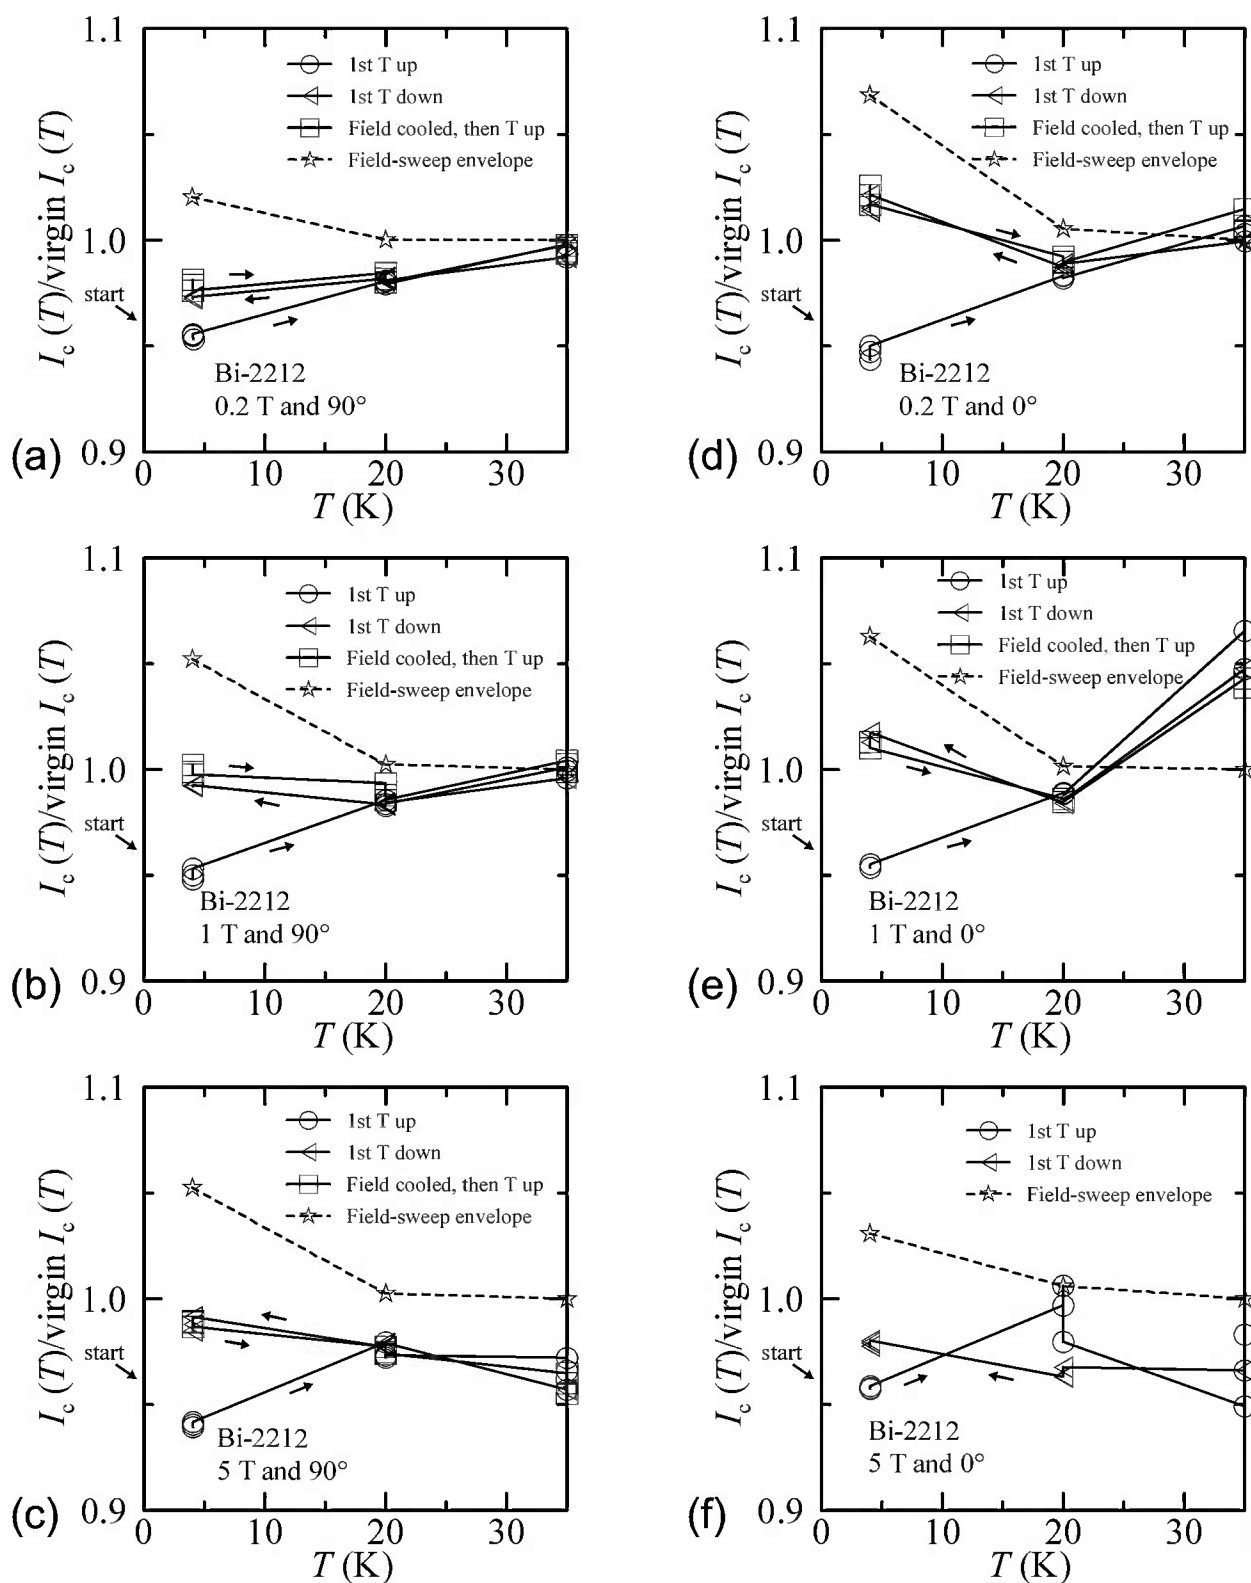 1.1
1st T up
1st T down
Field cooled, then T up
Field-sweep envelope
1.0
start
Ic (T)/virgin Ic (T)
Bi-2212
0.2 T and 90°
(a)
0.9
0 10 20 30
T (K)
1.1
1st T up
1st T down
Field cooled, then T up
Field-sweep envelope
1.0
start
Ic (T)/virgin Ic (T)
Bi-2212
0.2 T and 0°
(d)
0.9
0 10 20 30
T (K)
1.1
1st T up
1st T down
Field cooled, then T up
Field-sweep envelope
1.0
start
Ic (T)/virgin Ic (T)
Bi-2212
1 T and 90°
(b)
0.9
0 10 20 30
T (K)
1.1
1st T up
1st T down
Field cooled, then T up
Field-sweep envelope
1.0
start
Ic (T)/virgin Ic (T)
Bi-2212
1 T and 0°
(e)
0.9
0 10 20 30
T (K)
1.1
1st T up
1st T down
Field cooled, then T up
Field-sweep envelope
1.0
start
Ic (T)/virgin Ic (T)
Bi-2212
5 T and 90°
(c)
0.9
0 10 20 30
T (K)
1.1
1st T up
1st T down
Field-sweep envelope
1.0
start
Ic (T)/virgin Ic (T)
Bi-2212
5 T and 0°
(f)
0.9
0 10 20 30
T (K)